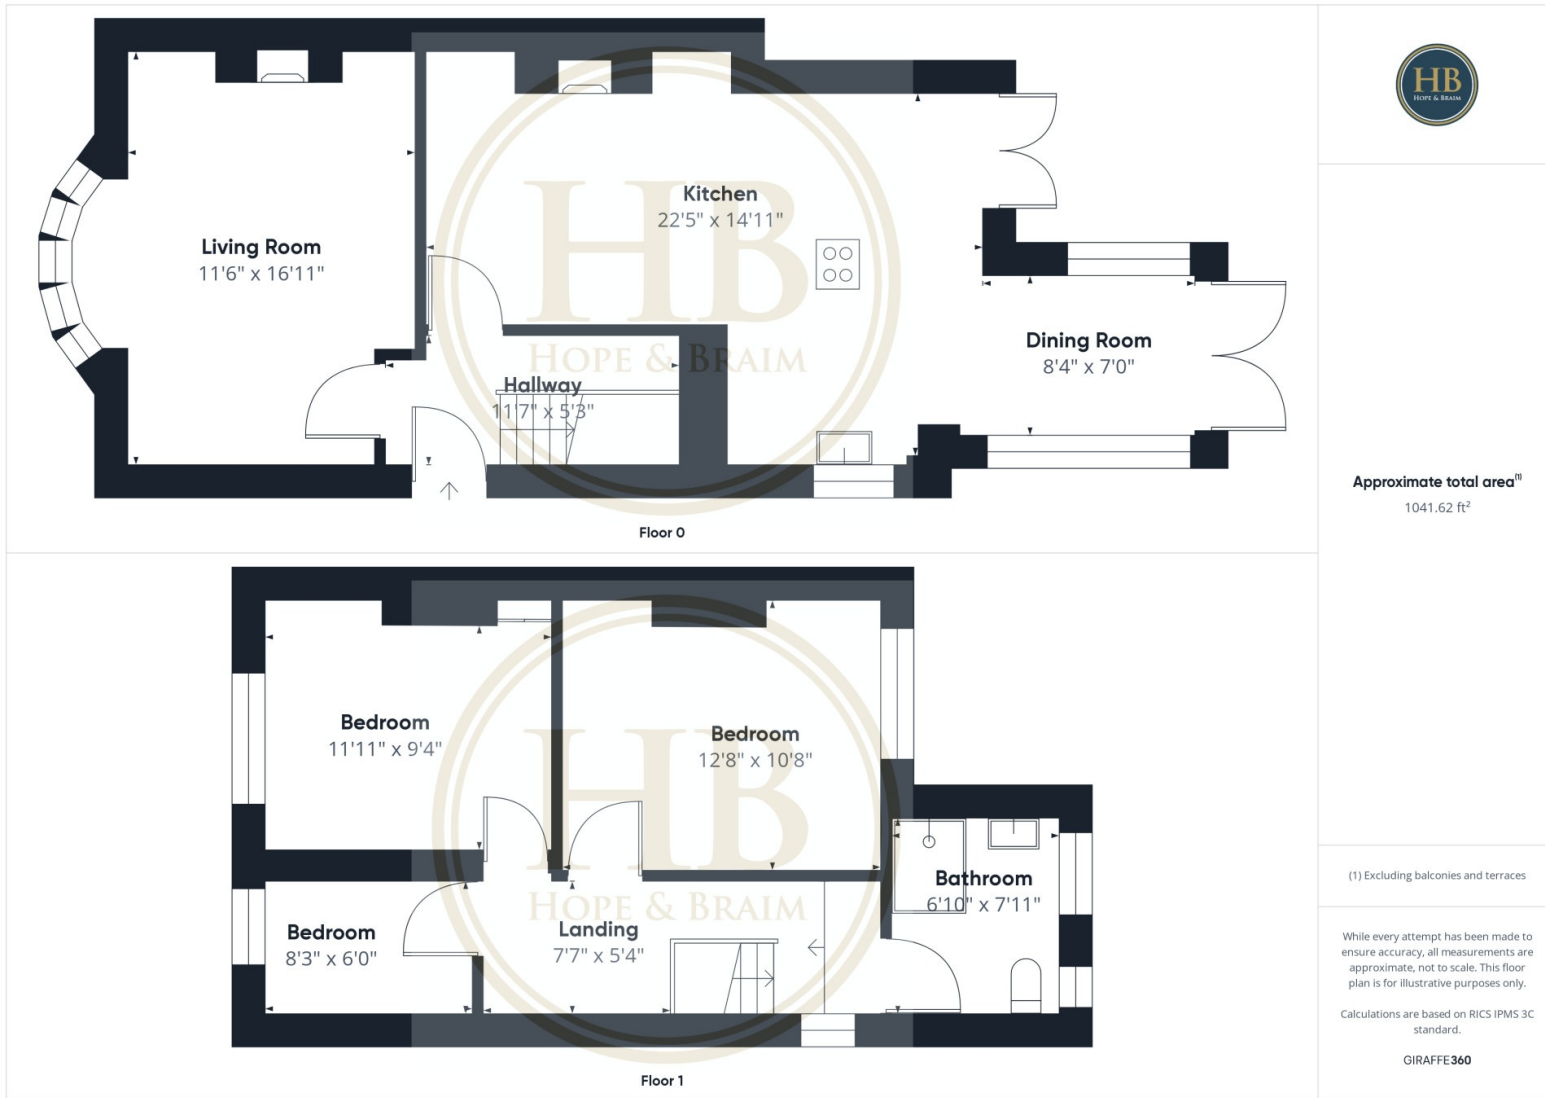 Living Room
11'6" x 16'11"
Kitchen
22'5" x 14'11"
Dining Room
8'4" x 7'0"
Hallway
11'7" x 5'3"
HB
HOPE & BRAIM
Floor 0
Bedroom
11'11" x 9'4"
Bedroom
12'8" x 10'8"
Bedroom
8'3" x 6'0"
Landing
7'7" x 5'4"
Bathroom
6'10" x 7'11"
HB
HOPE & BRAIM
Floor 1
HB
HOPE & BRAIM
Approximate total area(1)
1041.62 ft²
(1) Excluding balconies and terraces
While every attempt has been made to
ensure accuracy, all measurements are
approximate, not to scale. This floor
plan is for illustrative purposes only.
Calculations are based on RICS IPMS 3C
standard.
GIRAFFE360